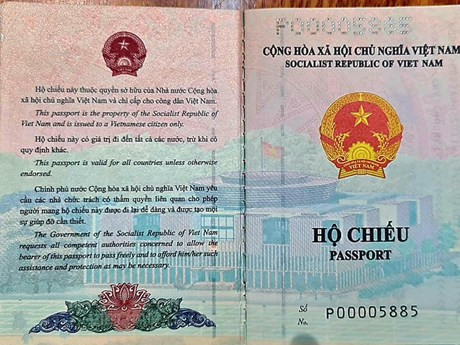 Hộ chiếu này thuộc quyền sở hữu của Nhà nước Cộng hòa
xã hội chủ nghĩa Việt Nam và chỉ cấp cho công dân Việt Nam.
This passport is the property of the Socialist Republic of
Viet Nam and is issued to a Vietnamese citizen only.
Hộ chiếu này có giá trị đi đến tất cả các nước, trừ khi có
quy định khác.
This passport is valid for all countries unless otherwise
endorsed.
Chính phủ nước Cộng hòa xã hội chủ nghĩa Việt Nam yêu
cầu các nhà chức trách có thẩm quyền liên quan cho phép
người mang hộ chiếu này được đi lại dễ dàng và được tạo mọi
sự giúp đỡ cần thiết.
The Government of the Socialist Republic of Viet Nam
requests all competent authorities concerned to allow the
bearer of this passport to pass freely and to afford him/her such
assistance and protection as may be necessary.
CỘNG HÒA XÃ HỘI CHỦ NGHĨA VIỆT NAM
SOCIALIST REPUBLIC OF VIET NAM
VIỆT NAM
HỘ CHIẾU
PASSPORT
Số
No. P00005885